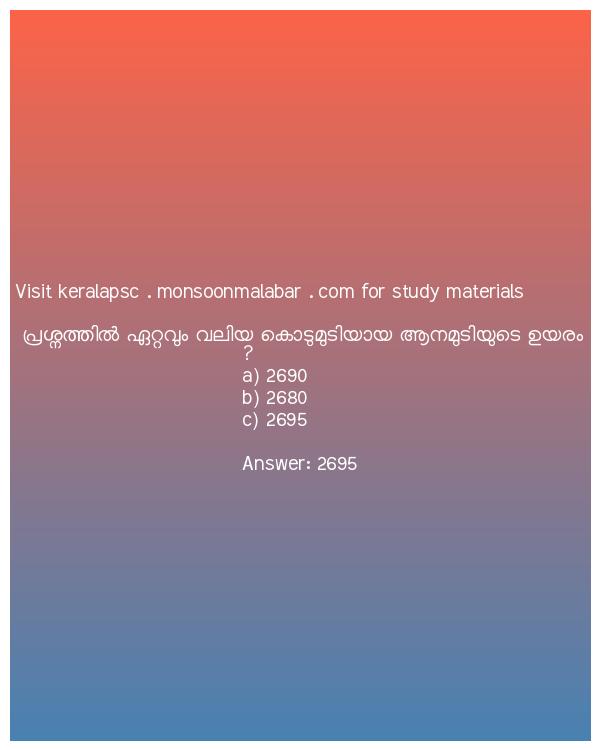 Visit keralapsc . monsoonmalabar . com for study materials
പ്രശ്നത്തിൽ ഏറ്റവും വലിയ കൊടുമുടിയായ ആനമുടിയുടെ ഉയരം
?
a) 2690
b) 2680
c) 2695
Answer: 2695